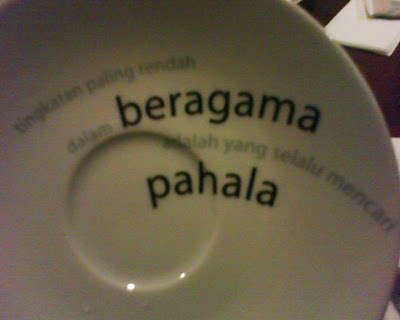 tingkatan paling rendah
dalam beragama
adalah yang selalu mencari
pahala